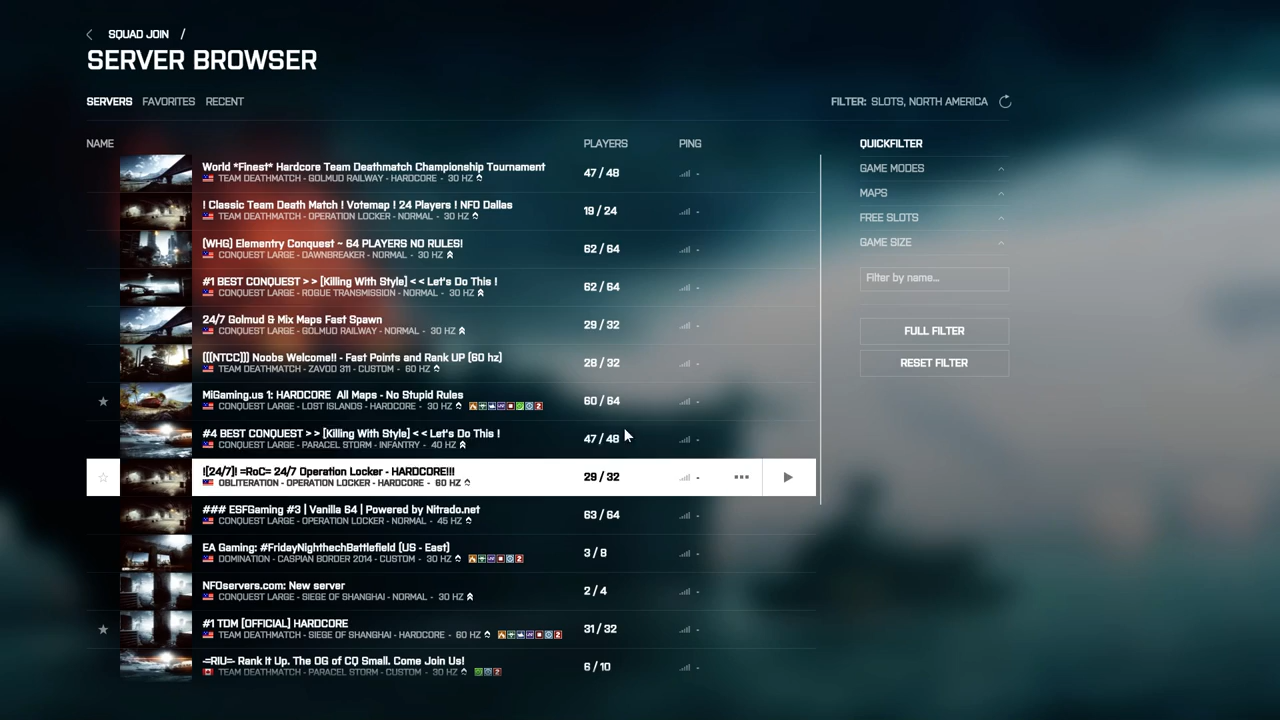 SQUAD JOIN /
SERVER BROWSER
SERVERS FAVORITES RECENT
FILTER: SLOTS, NORTH AMERICA
NAME PLAYERS PING
World *Finest* Hardcore Team Deathmatch Championship Tournament 47 / 48 -
TEAM DEATHMATCH - GOLMUD RAILWAY - HARDCORE - 30 HZ
! Classic Team Death Match ! Votemap ! 24 Players ! NFO Dallas 19 / 24 -
TEAM DEATHMATCH - OPERATION LOCKER - NORMAL - 30 HZ
[WHG] Elementry Conquest ~ 64 PLAYERS NO RULES! 62 / 64 -
CONQUEST LARGE - DAWNBREAKER - NORMAL - 30 HZ
#1 BEST CONQUEST > > [Killing With Style] < < Let's Do This ! 62 / 64 -
CONQUEST LARGE - ROGUE TRANSMISSION - NORMAL - 30 HZ
24/7 Golmud & Mix Maps Fast Spawn 29 / 32 -
CONQUEST LARGE - GOLMUD RAILWAY - NORMAL - 30 HZ
(((NTCC))) Noobs Welcome!! - Fast Points and Rank UP (60 hz) 28 / 32 -
TEAM DEATHMATCH - ZAVOD 311 - CUSTOM - 60 HZ
MiGaming.us 1: HARDCORE All Maps - No Stupid Rules 60 / 64 -
CONQUEST LARGE - LOST ISLANDS - HARDCORE - 30 HZ
#4 BEST CONQUEST > > [Killing With Style] < < Let's Do This ! 47 / 48 -
CONQUEST LARGE - PARACEL STORM - INFANTRY - 40 HZ
![24/7]! =RoC= 24/7 Operation Locker - HARDCORE!!! 29 / 32 -
OBLITERATION - OPERATION LOCKER - HARDCORE - 60 HZ
### ESFGaming #3 | Vanilla 64 | Powered by Nitrado.net 63 / 64 -
CONQUEST LARGE - OPERATION LOCKER - NORMAL - 45 HZ
EA Gaming: #FridayNighthechBattlefield (US - East) 3 / 8 -
DOMINATION - CASPIAN BORDER 2014 - CUSTOM - 30 HZ
NFOservers.com: New server 2 / 4 -
CONQUEST LARGE - SIEGE OF SHANGHAI - NORMAL - 30 HZ
#1 TDM [OFFICIAL] HARDCORE 31 / 32 -
TEAM DEATHMATCH - SIEGE OF SHANGHAI - HARDCORE - 60 HZ
-=RIU=- Rank It Up. The OG of CQ Small. Come Join Us! 6 / 10 -
TEAM DEATHMATCH - PARACEL STORM - CUSTOM - 30 HZ
QUICKFILTER
GAME MODES
MAPS
FREE SLOTS
GAME SIZE
Filter by name...
FULL FILTER
RESET FILTER